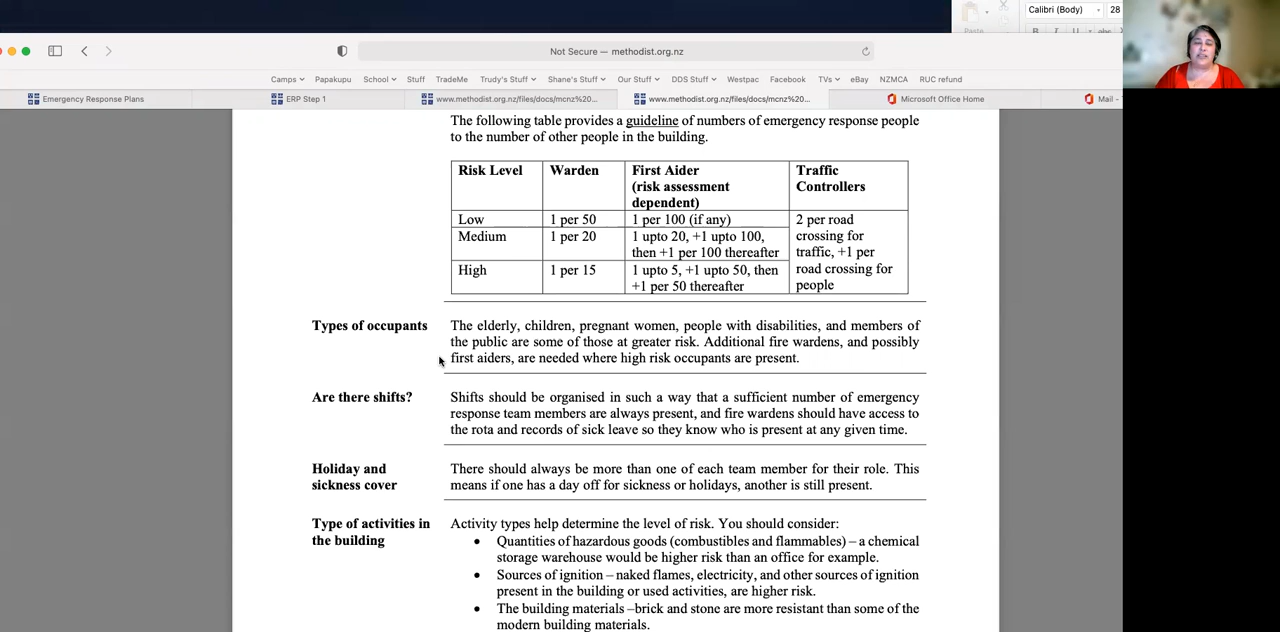 Calibri (Body)
28
Paste
Not Secure — methodist.org.nz
Camps Papakupu School Stuff TradeMe Trudy's Stuff Shane's Stuff Our Stuff DDS Stuff Westpac Facebook TVs eBay NZMCA RUC refund
Emergency Response Plans
ERP Step 1
www.methodist.org.nz/files/docs/mcnz%20...
www.methodist.org.nz/files/docs/mcnz%20...
Microsoft Office Home
Mail -
The following table provides a guideline of numbers of emergency response people
to the number of other people in the building.
Risk Level
Warden
First Aider
(risk assessment
dependent)
Traffic
Controllers
Low
1 per 50
1 per 100 (if any)
2 per road
crossing for
traffic, +1 per
road crossing for
people
Medium
1 per 20
1 upto 20, +1 upto 100,
then +1 per 100 thereafter
High
1 per 15
1 upto 5, +1 upto 50, then
+1 per 50 thereafter
Types of occupants
The elderly, children, pregnant women, people with disabilities, and members of
the public are some of those at greater risk. Additional fire wardens, and possibly
first aiders, are needed where high risk occupants are present.
Are there shifts?
Shifts should be organised in such a way that a sufficient number of emergency
response team members are always present, and fire wardens should have access to
the rota and records of sick leave so they know who is present at any given time.
Holiday and
sickness cover
There should always be more than one of each team member for their role. This
means if one has a day off for sickness or holidays, another is still present.
Type of activities in
the building
Activity types help determine the level of risk. You should consider:
• Quantities of hazardous goods (combustibles and flammables) – a chemical
storage warehouse would be higher risk than an office for example.
• Sources of ignition – naked flames, electricity, and other sources of ignition
present in the building or used activities, are higher risk.
• The building materials –brick and stone are more resistant than some of the
modern building materials.